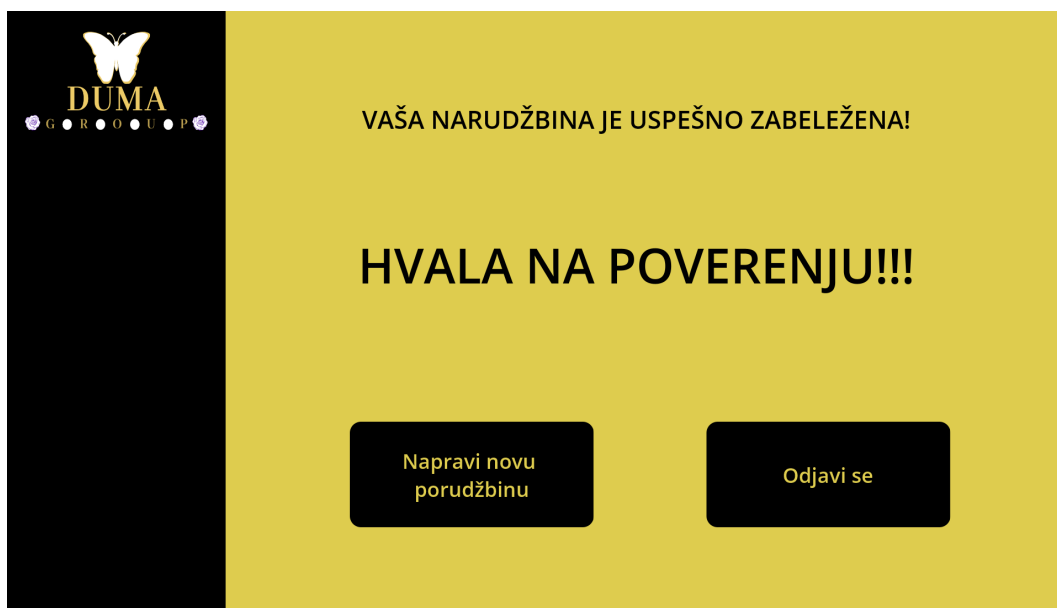 DUMA
GROUP
VAŠA NARUDŽBINA JE USPEŠNO ZABELEŽENA!
HVALA NA POVERENJU!!!
Napravi novu
porudžbinu
Odjavi se